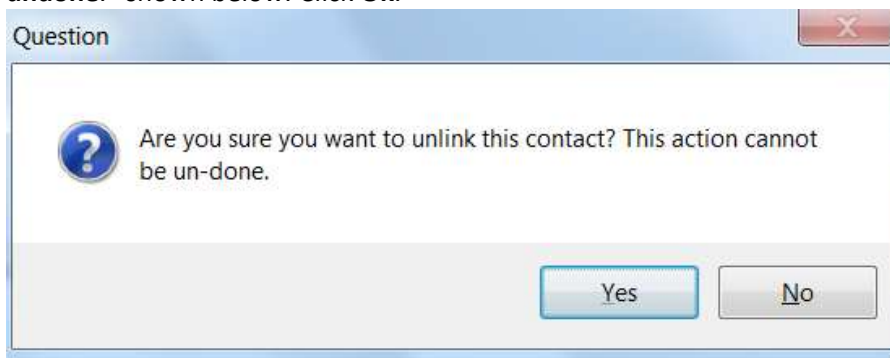 Question
Are you sure you want to unlink this contact? This action cannot
be un-done.
Yes
No